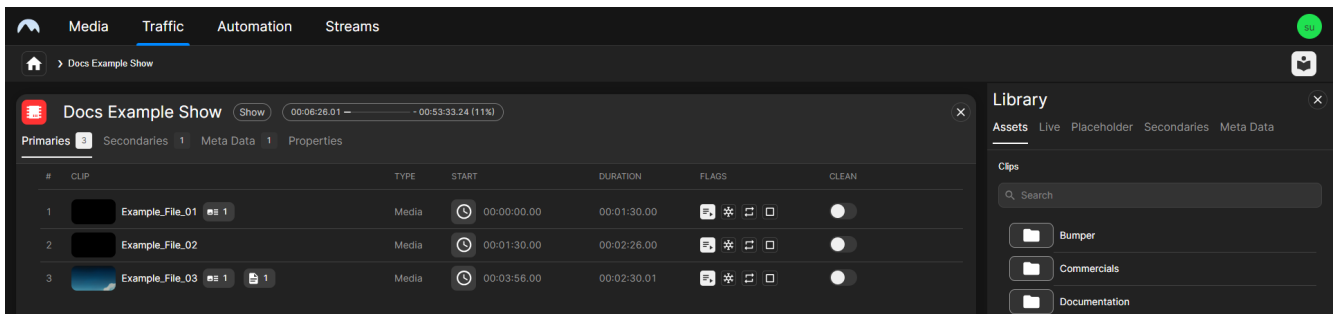 Media Traffic Automation Streams SU
> Docs Example Show
Docs Example Show Show 00:06:26.01 - 00:53:33.24 (11%)
Primaries 3 Secondaries 1 Meta Data 1 Properties
# CLIP TYPE START DURATION FLAGS CLEAN
1 Example_File_01 1 Media 00:00:00.00 00:01:30.00
2 Example_File_02 Media 00:01:30.00 00:02:26.00
3 Example_File_03 1 1 Media 00:03:56.00 00:02:30.01
Library
Assets Live Placeholder Secondaries Meta Data
Clips
Search
Bumper
Commercials
Documentation